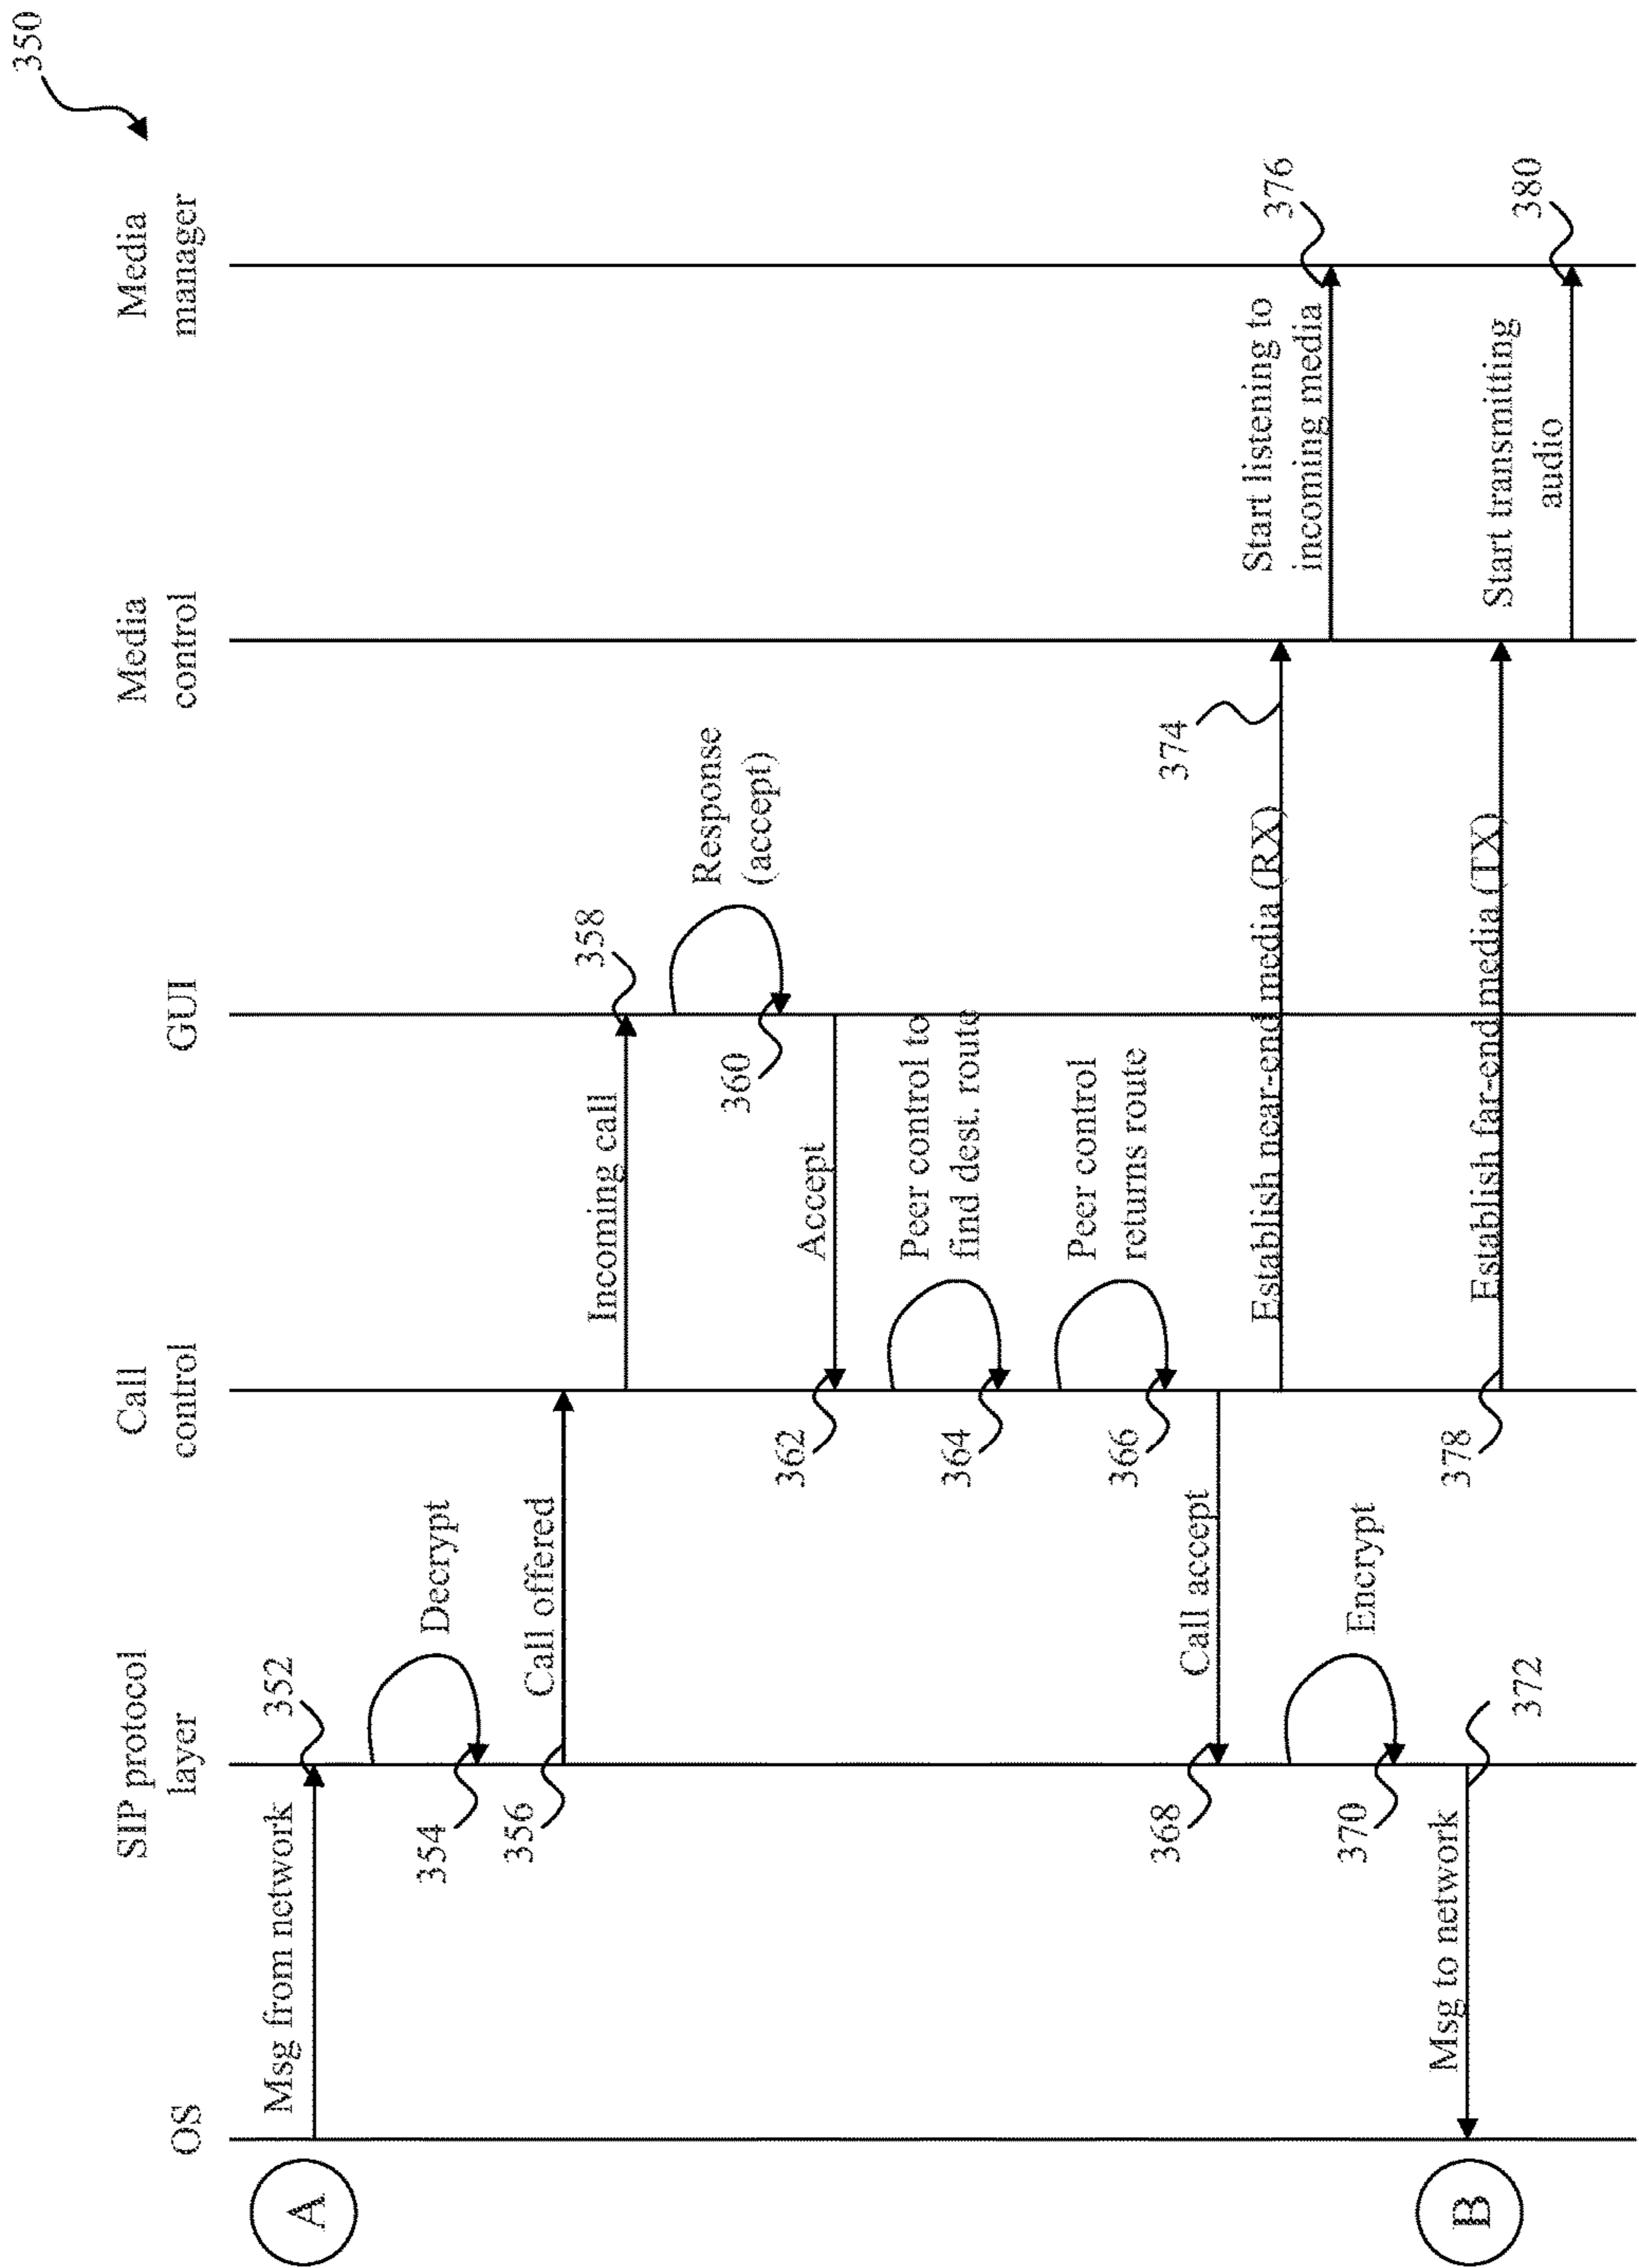 350
OS
SIP protocol
layer
Call
control
GUI
Media
control
Media
manager
A
Msg from network
352
Decrypt
354
Call offered
356
Incoming call
358
Response
(accept)
360
Accept
362
Peer control to
find dest. route
364
Peer control
returns route
366
Call accept
368
Establish near-end media (RX)
374
Start listening to
incoming media
376
Encrypt
370
B
Msg to network
372
Establish far-end media (TX)
378
Start transmitting
audio
380